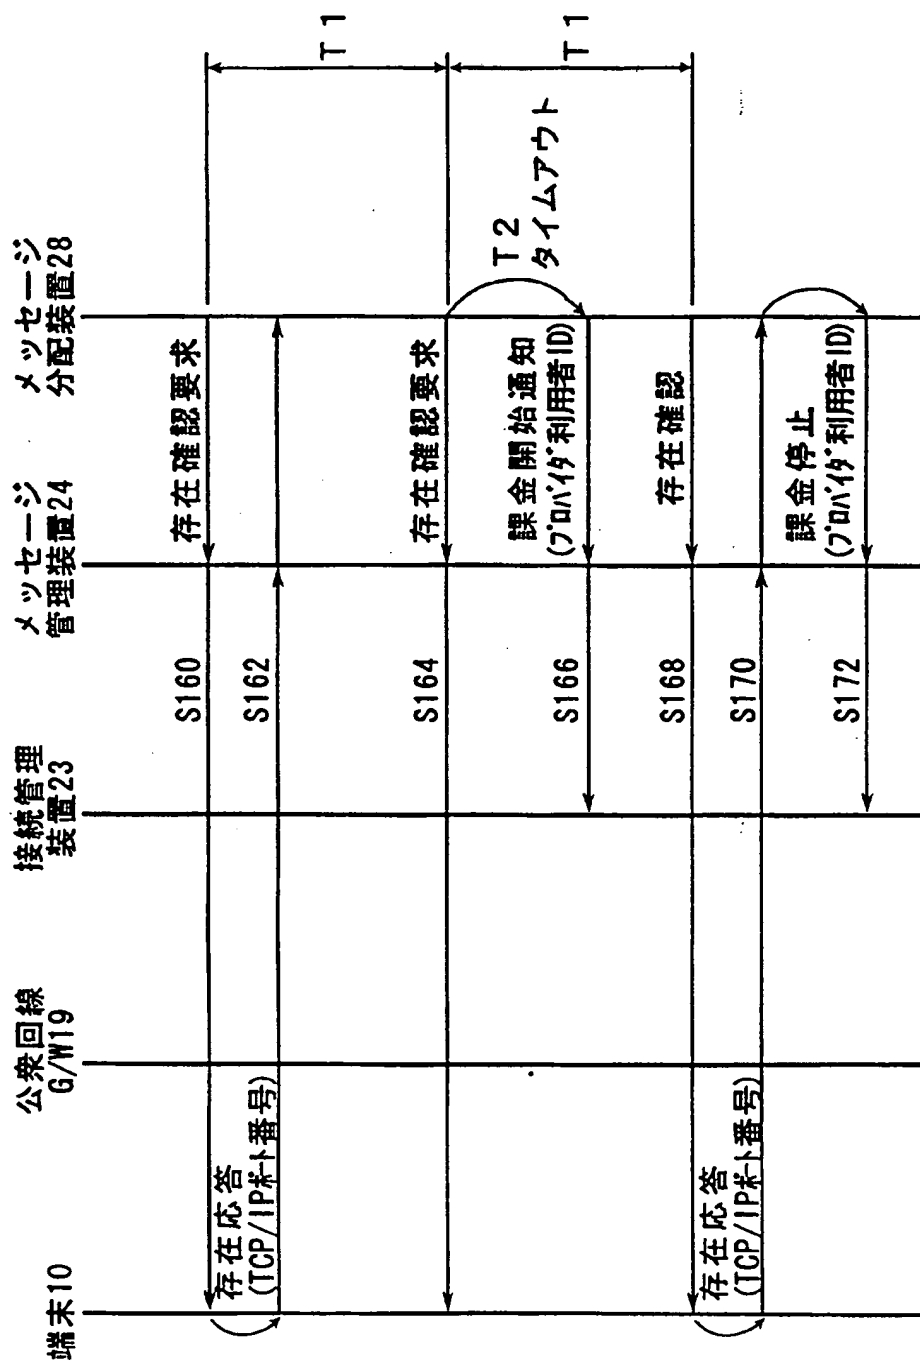 端末10
公衆回線
G/W19
接続管理
装置23
メッセージ
管理装置24
メッセージ
分配装置28
S160
存在確認要求
T1
存在応答
(TCP/IPポート番号)
S162
S164
存在確認要求
T2
タイムアウト
T1
S166
課金開始通知
(プロバイダ利用者ID)
S168
存在確認
存在応答
(TCP/IPポート番号)
S170
S172
課金停止
(プロバイダ利用者ID)